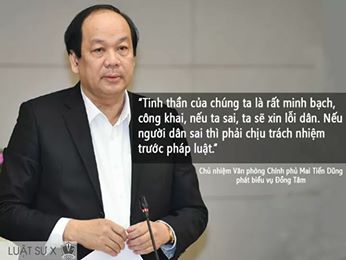 “Tinh thần của chúng ta là rất minh bạch,
công khai, nếu ta sai, ta sẽ xin lỗi dân. Nếu
người dân sai thì phải chịu trách nhiệm
trước pháp luật.”
Chủ nhiệm Văn phòng Chính phủ Mai Tiến Dũng
phát biểu vụ Đồng Tâm
LUẬT SƯ X